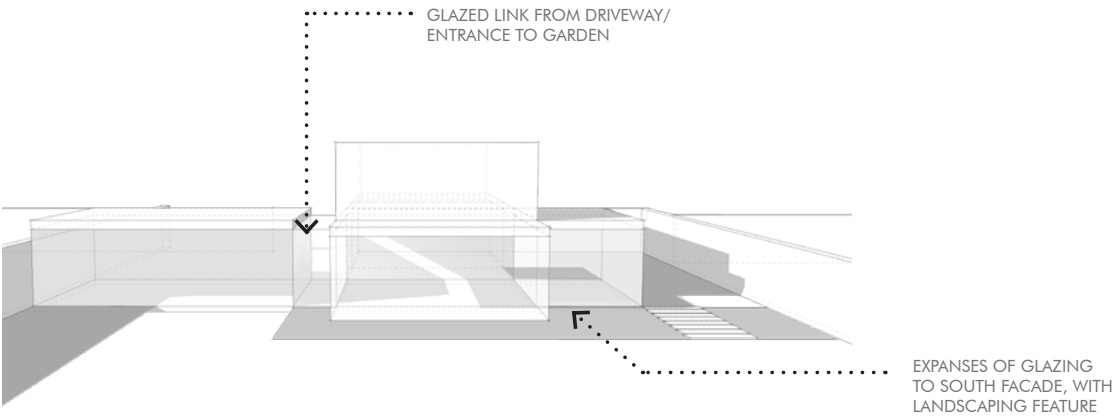 GLAZED LINK FROM DRIVEWAY/
ENTRANCE TO GARDEN
EXPANSES OF GLAZING
TO SOUTH FACADE, WITH
LANDSCAPING FEATURE